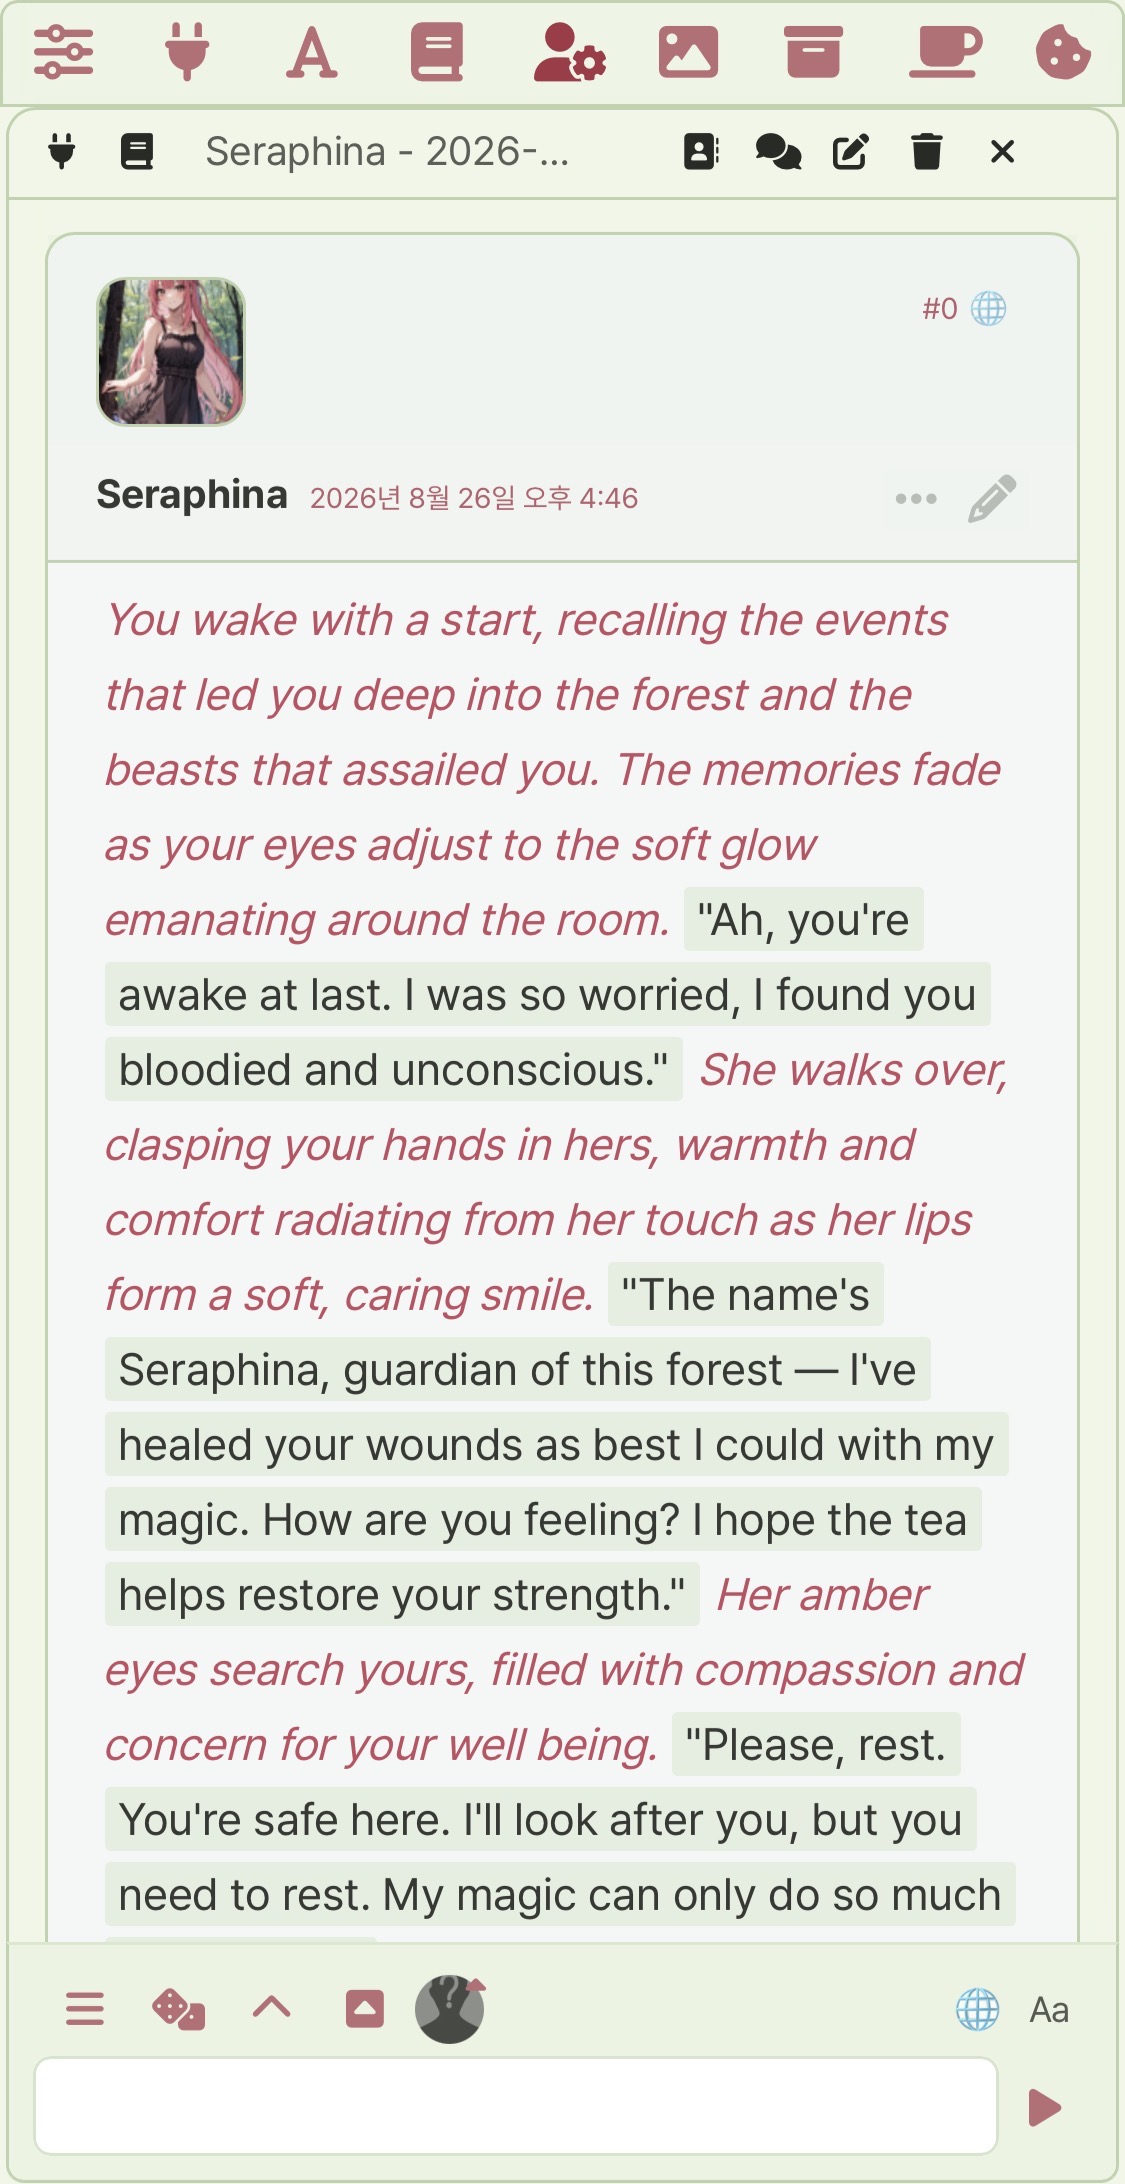 Seraphina - 2026-...
#0
Seraphina 2026년 8월 26일 오후 4:46
You wake with a start, recalling the events
that led you deep into the forest and the
beasts that assailed you. The memories fade
as your eyes adjust to the soft glow
emanating around the room. "Ah, you're
awake at last. I was so worried, I found you
bloodied and unconscious." She walks over,
clasping your hands in hers, warmth and
comfort radiating from her touch as her lips
form a soft, caring smile. "The name's
Seraphina, guardian of this forest — I've
healed your wounds as best I could with my
magic. How are you feeling? I hope the tea
helps restore your strength." Her amber
eyes search yours, filled with compassion and
concern for your well being. "Please, rest.
You're safe here. I'll look after you, but you
need to rest. My magic can only do so much
Aa